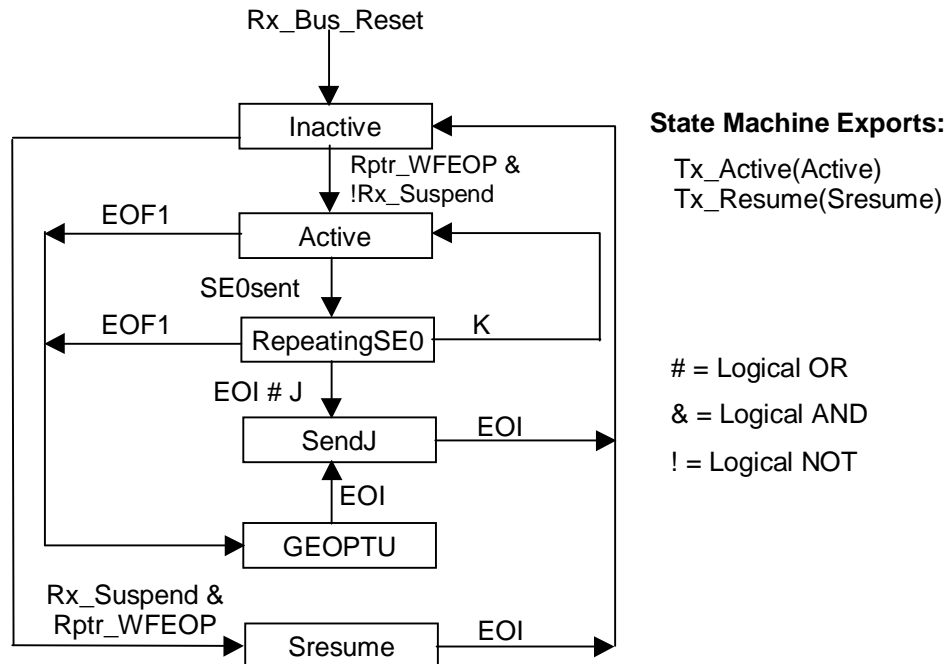 Rx_Bus_Reset
Inactive
State Machine Exports:
Rptr_WFEOP &
!Rx_Suspend
Tx_Active(Active)
Tx_Resume(Sresume)
EOF1
Active
SE0sent
EOF1
RepeatingSE0
K
EOI # J
# = Logical OR
& = Logical AND
! = Logical NOT
SendJ
EOI
EOI
GEOPTU
Rx_Suspend &
Rptr_WFEOP
Sresume
EOI